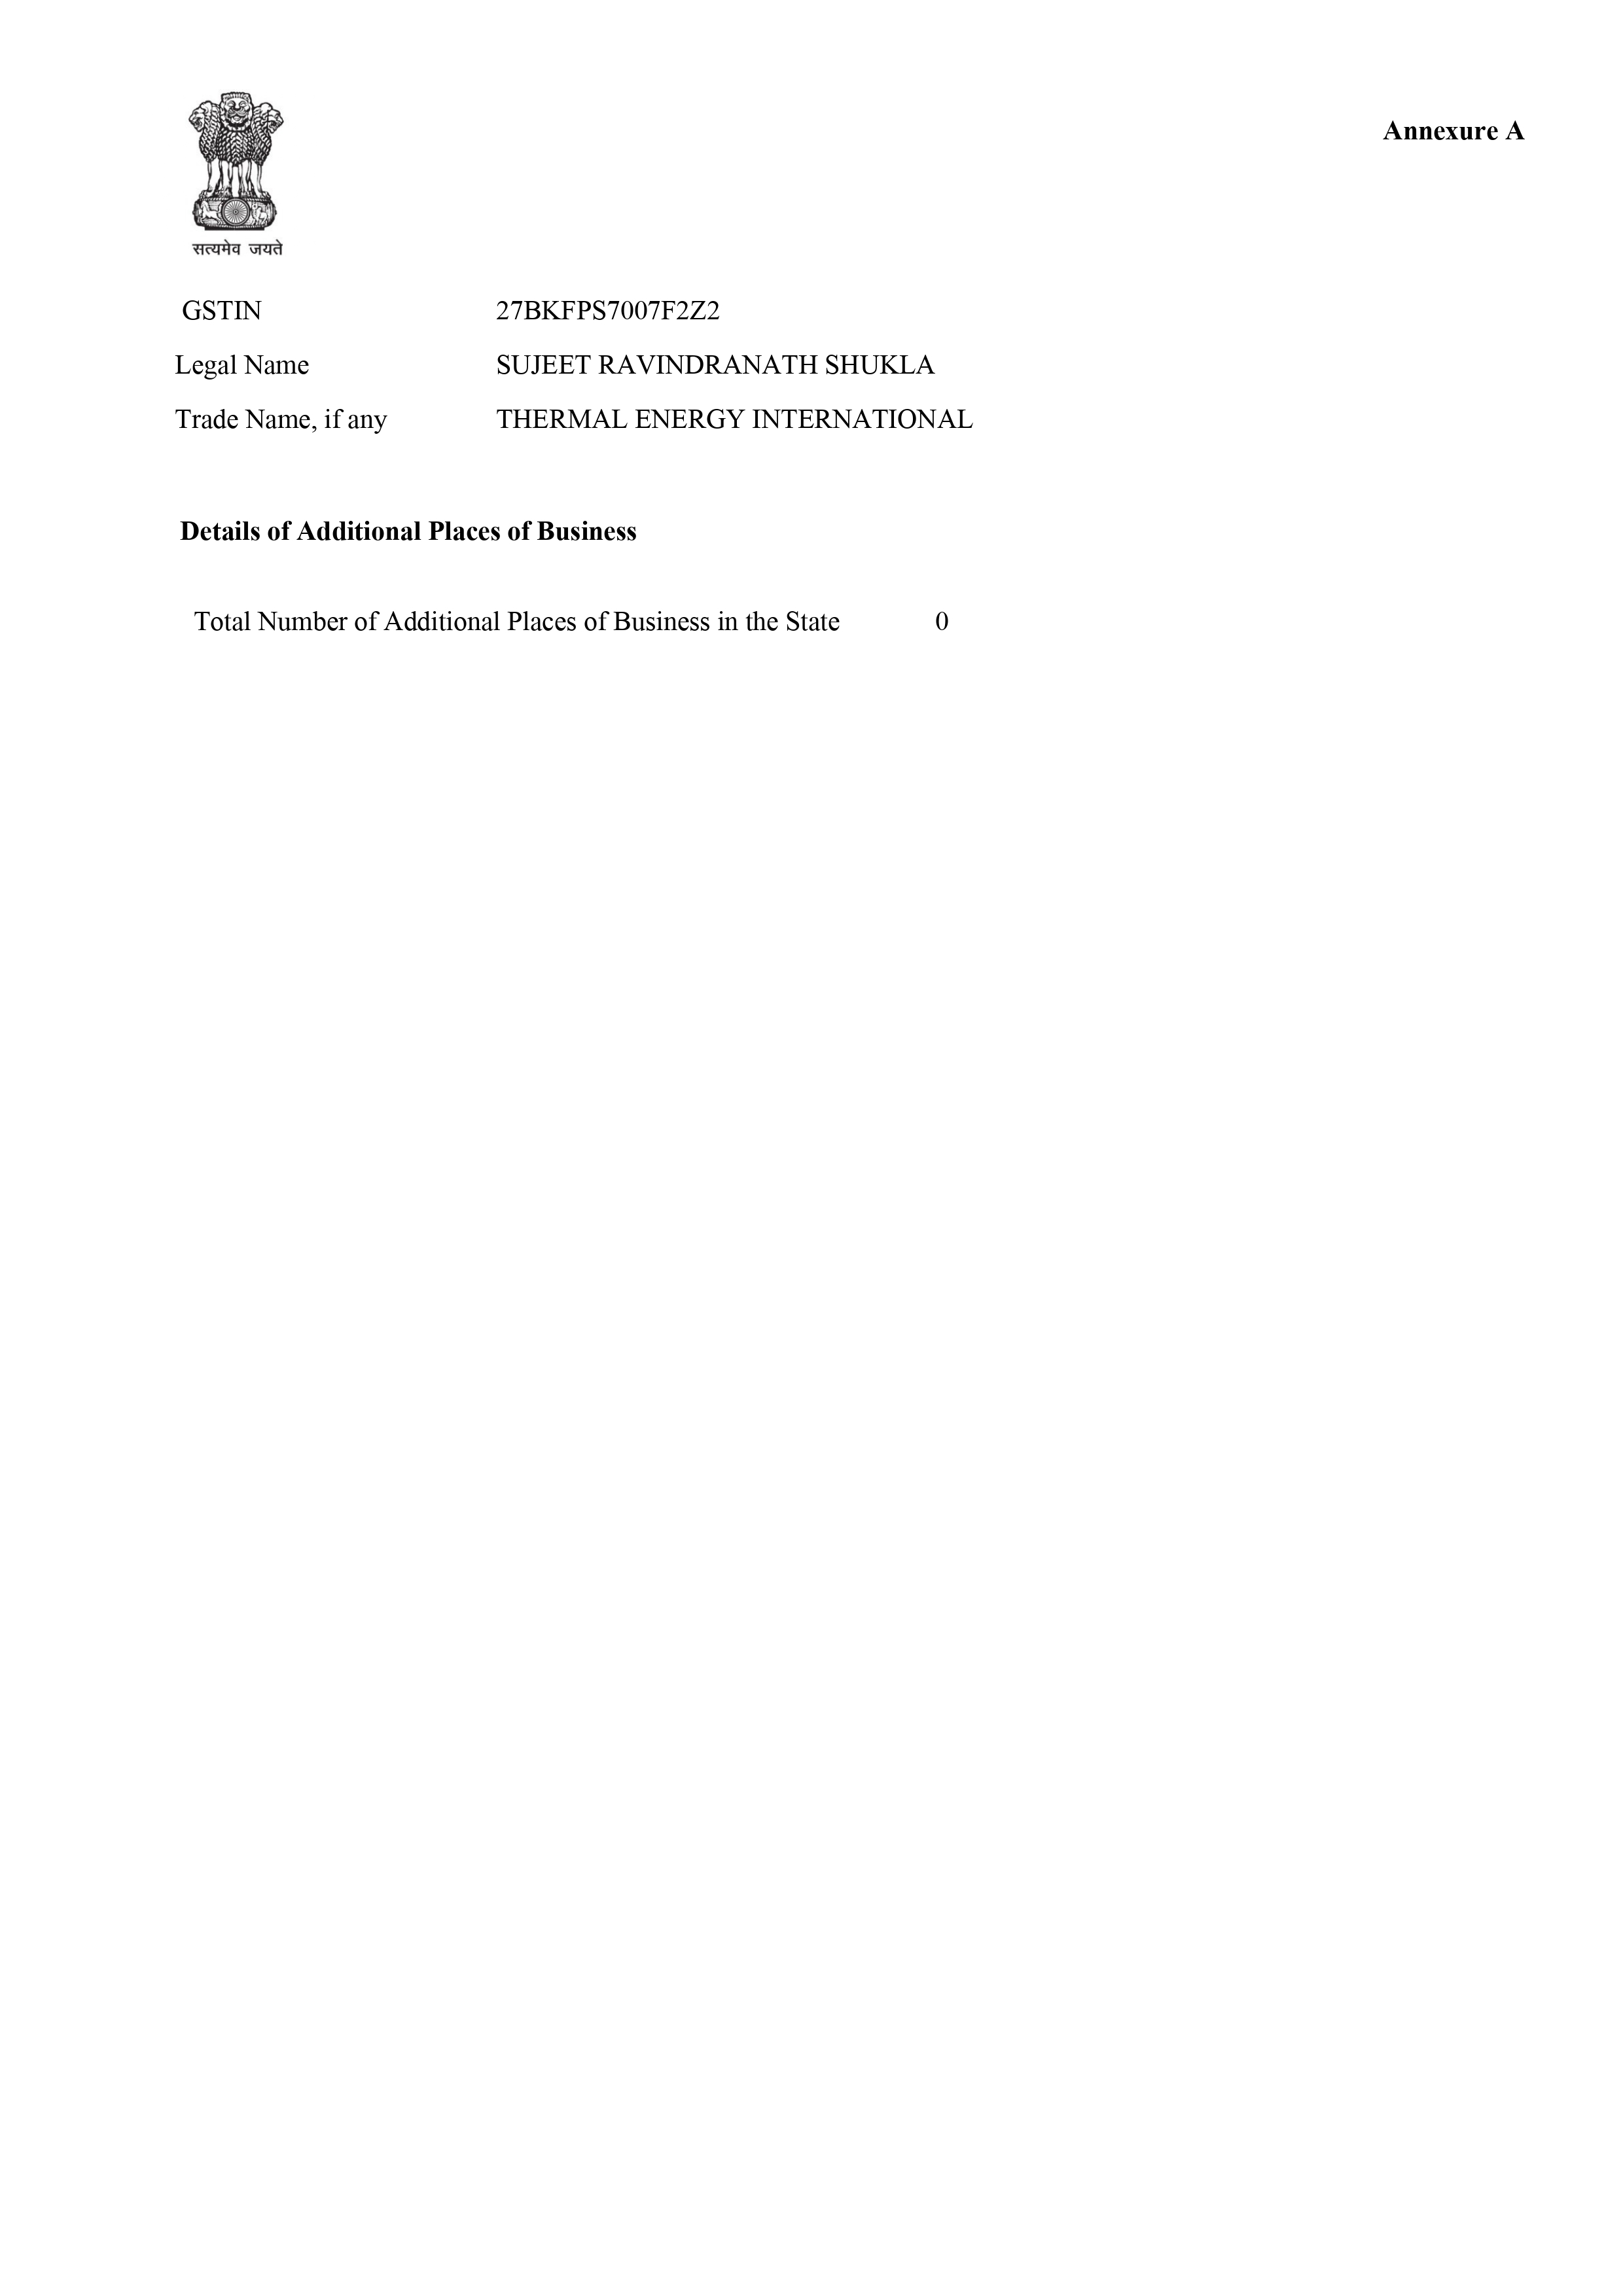 Annexure A
सत्यमेव जयते
GSTIN 27BKFPS7007F2Z2
Legal Name SUJEET RAVINDRANATH SHUKLA
Trade Name, if any THERMAL ENERGY INTERNATIONAL
Details of Additional Places of Business
Total Number of Additional Places of Business in the State 0